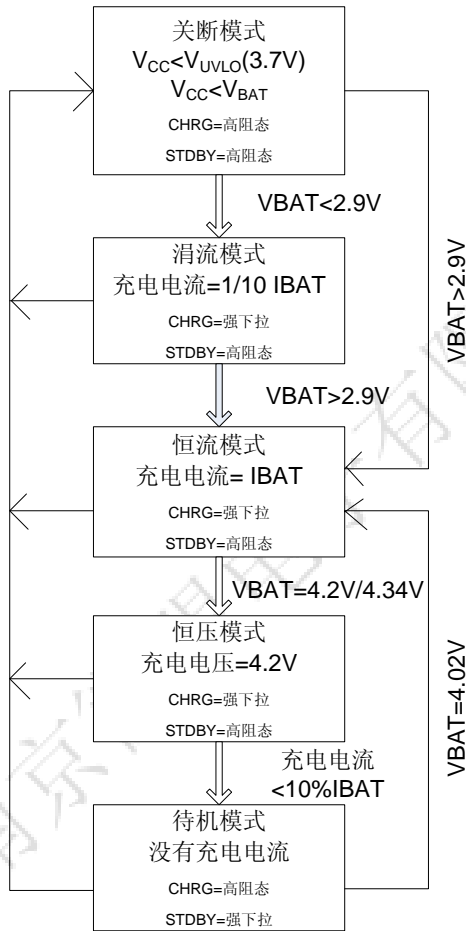 关断模式
VCC<VUVLO(3.7V)
VCC<VBAT
CHRG=高阻态
STDBY=高阻态
VBAT<2.9V
涓流模式
充电电流=1/10 IBAT
CHRG=强下拉
STDBY=高阻态
VBAT>2.9V
VBAT>2.9V
恒流模式
充电电流= IBAT
CHRG=强下拉
STDBY=高阻态
VBAT=4.2V/4.34V
恒压模式
充电电压=4.2V
CHRG=强下拉
STDBY=高阻态
VBAT=4.02V
充电电流
<10%IBAT
待机模式
没有充电电流
CHRG=高阻态
STDBY=强下拉